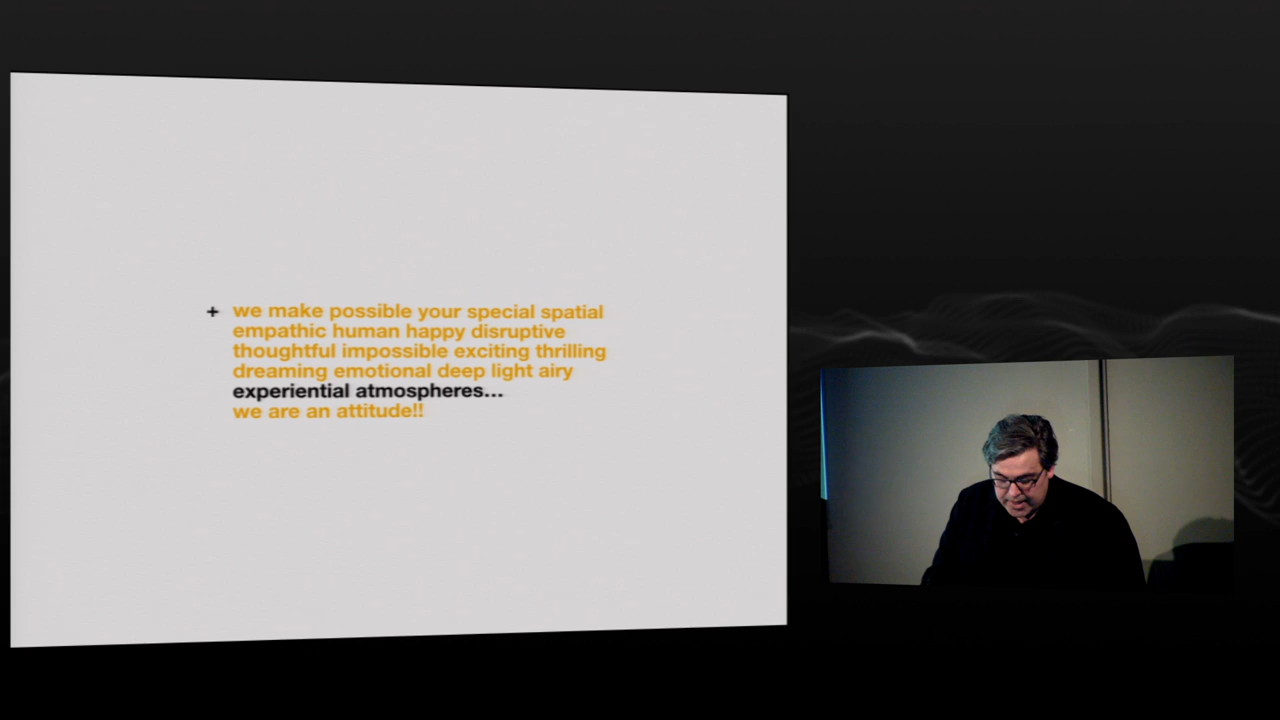 + we make possible your special spatial
empathic human happy disruptive
thoughtful impossible exciting thrilling
dreaming emotional deep light airy
experiential atmospheres...
we are an attitude!!